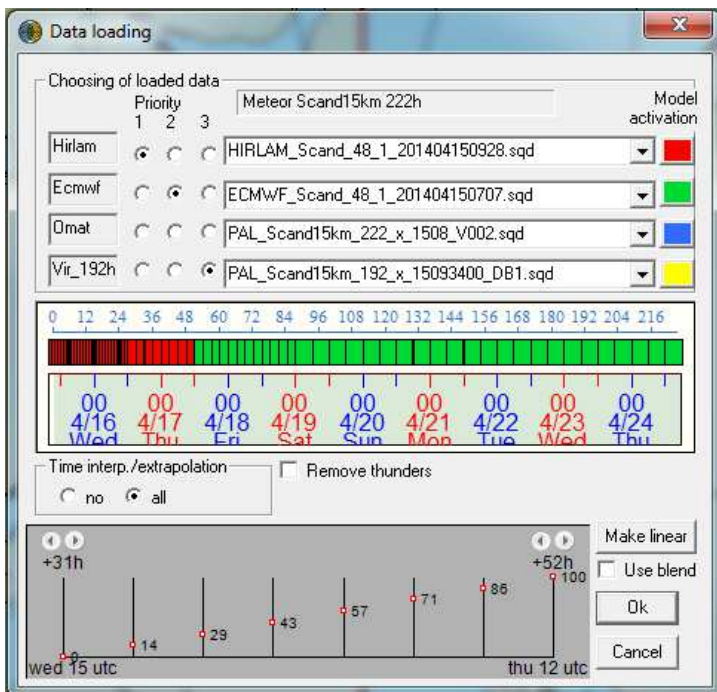 Data loading
Choosing of loaded data
Priority
Meteor Scand15km 222h
Model activation
1 2 3
Hirlam
HIRLAM_Scand_48_1_201404150928.sqd
Ecmwf
ECMWF_Scand_48_1_201404150707.sqd
Omat
PAL_Scand15km_222_x_1508_V002.sqd
Vir_192h
PAL_Scand15km_192_x_15093400_DB1.sqd
0 12 24 36 48 60 72 84 96 108 120 132 144 156 168 180 192 204 216
00 00 00 00 00 00 00 00 00
4/16 4/17 4/18 4/19 4/20 4/21 4/22 4/23 4/24
Wed Thu Fri Sat Sun Mon Tue Wed Thu
Time interp./extrapolation
Remove thunders
no all
Make linear
+31h +52h
Use blend
0 14 29 43 57 71 86 100
Ok
Cancel
wed 15 utc thu 12 utc